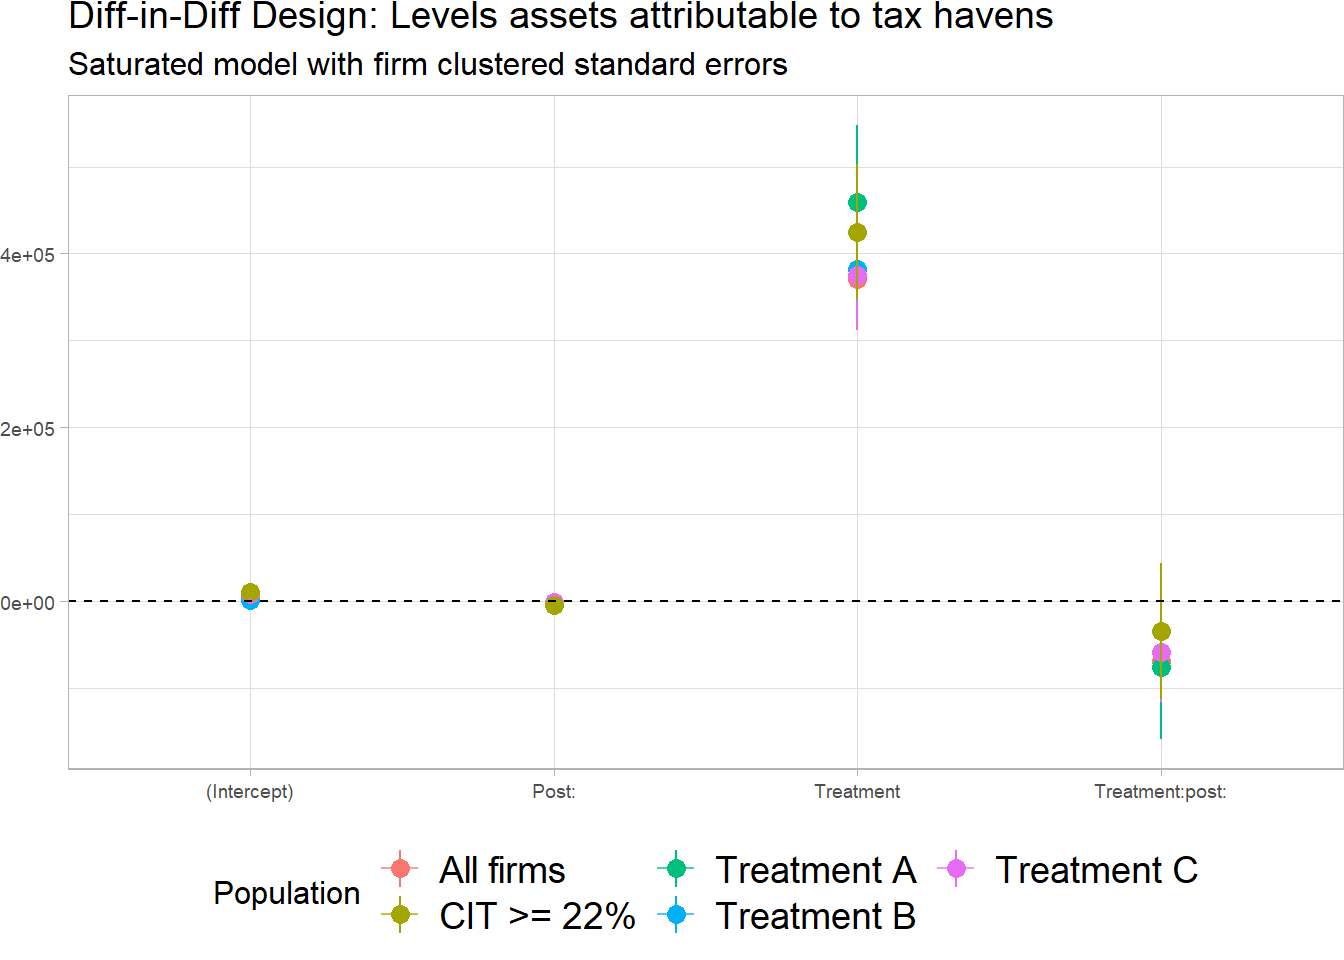 Diff-in-Diff Design: Levels assets attributable to tax havens
Saturated model with firm clustered standard errors
4e+05
2e+05
0e+00
(Intercept) Post: Treatment Treatment:post:
Population
All firms Treatment A Treatment C
CIT >= 22% Treatment B